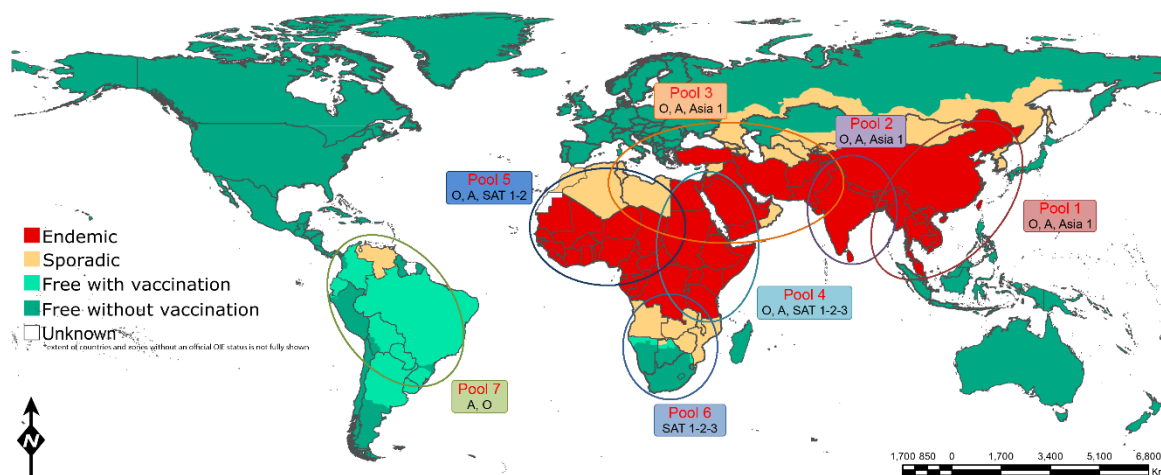 Pool 3
O, A, Asia 1
Pool 2
O, A, Asia 1
Pool 5
O, A, SAT 1-2
Pool 1
O, A, Asia 1
Endemic
Sporadic
Free with vaccination
Free without vaccination
Unknown
*extent of countries and zones without an official OIE status is not fully shown
Pool 4
O, A, SAT 1-2-3
Pool 7
A, O
Pool 6
SAT 1-2-3
N
1,700 850 0 1,700 3,400 5,100 6,800
Km